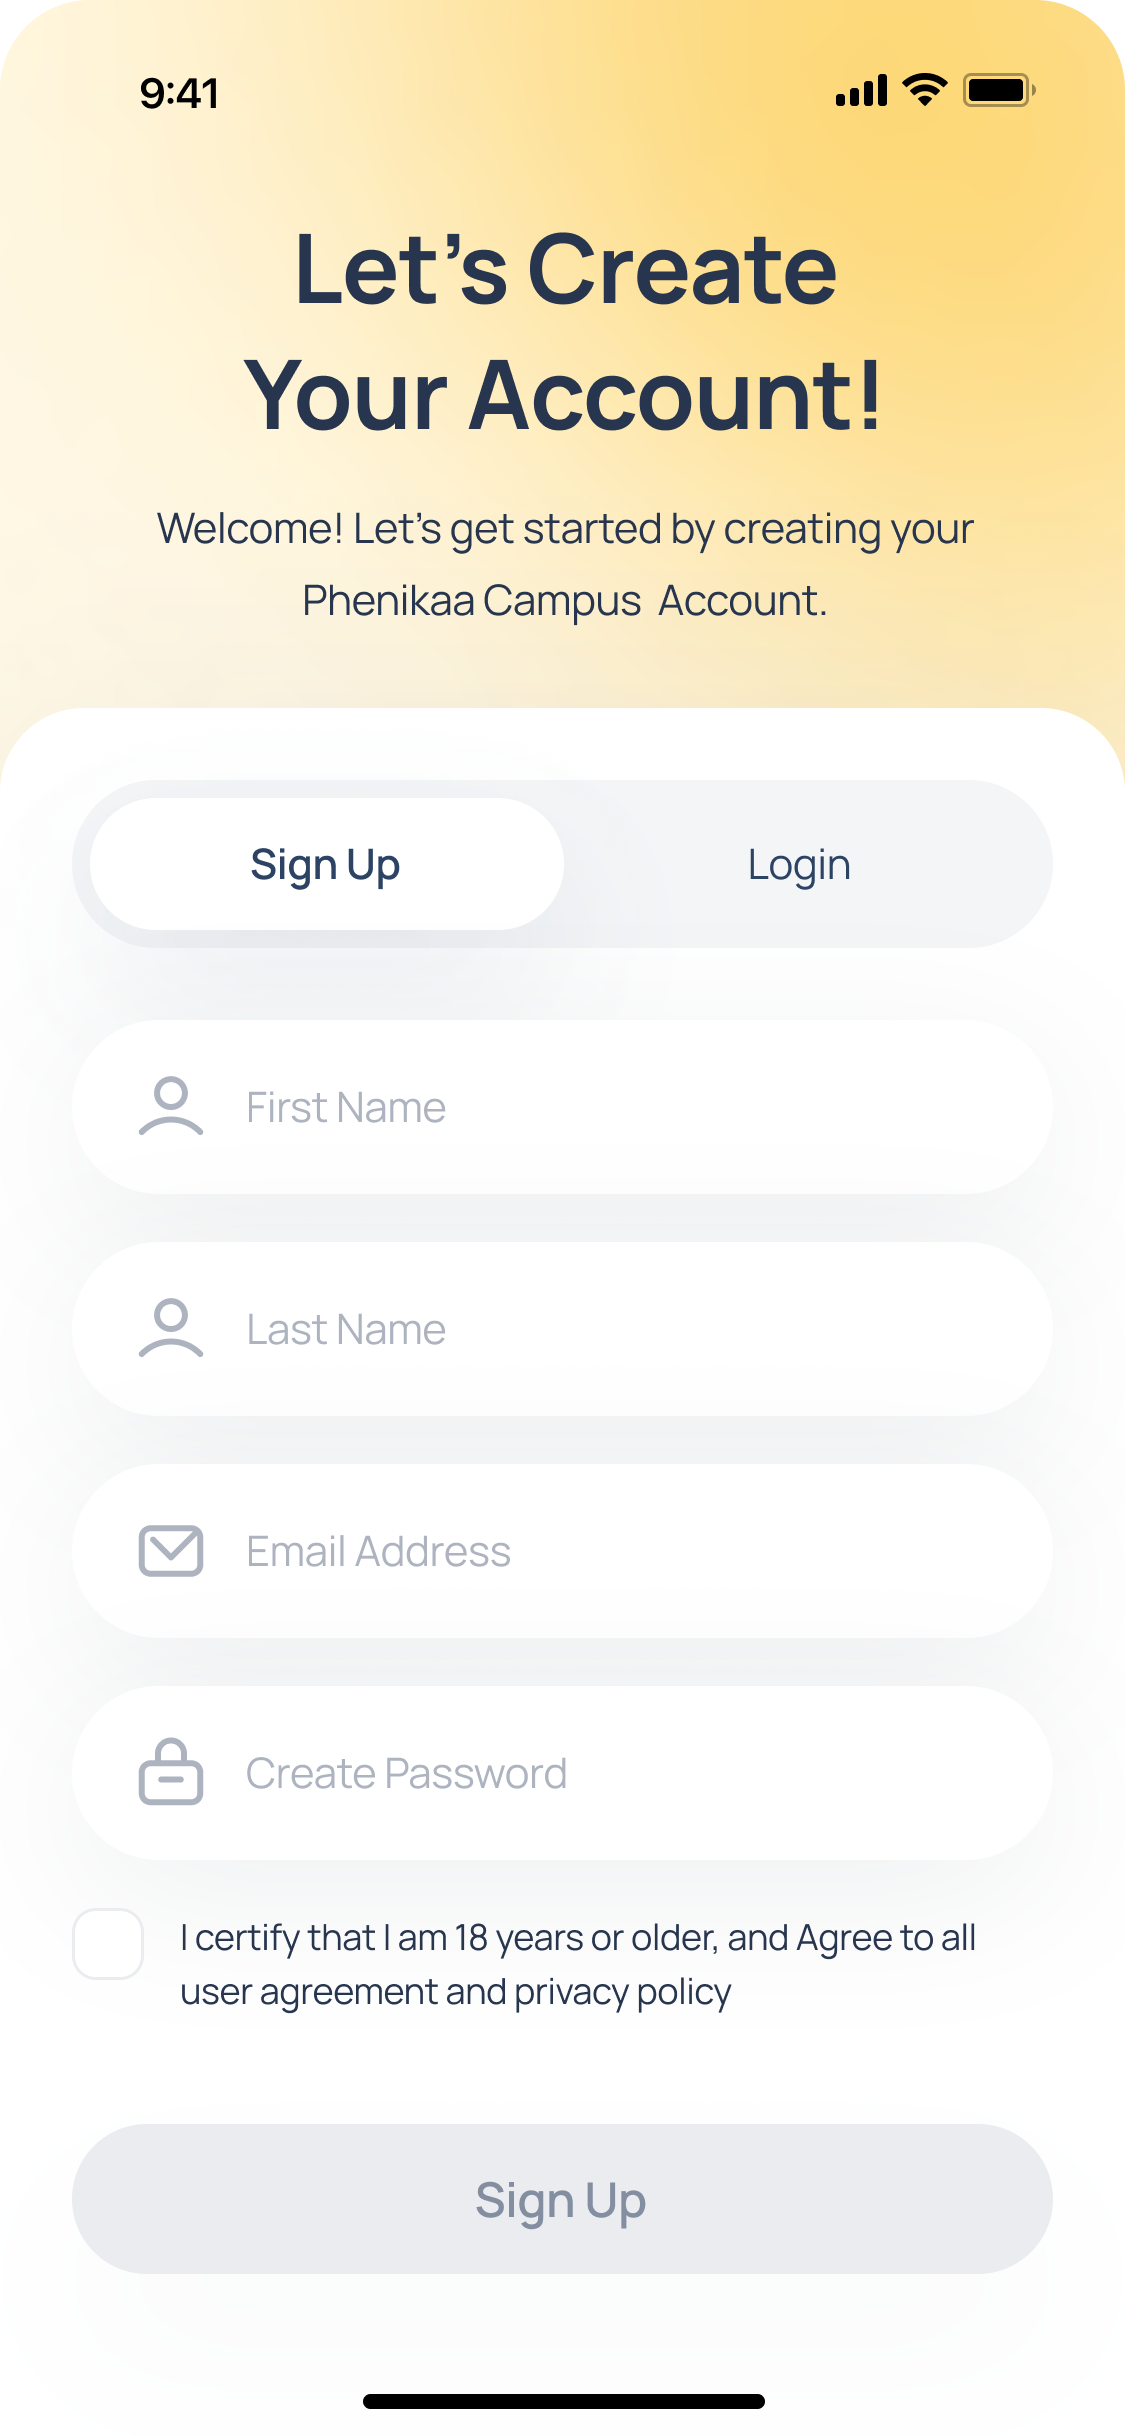 9:41
Let’s Create
Your Account!
Welcome! Let’s get started by creating your
Phenikaa Campus  Account.
Sign Up
Login
First Name
Last Name
Email Address
Create Password
I certify that I am 18 years or older, and Agree to all
user agreement and privacy policy
Sign Up